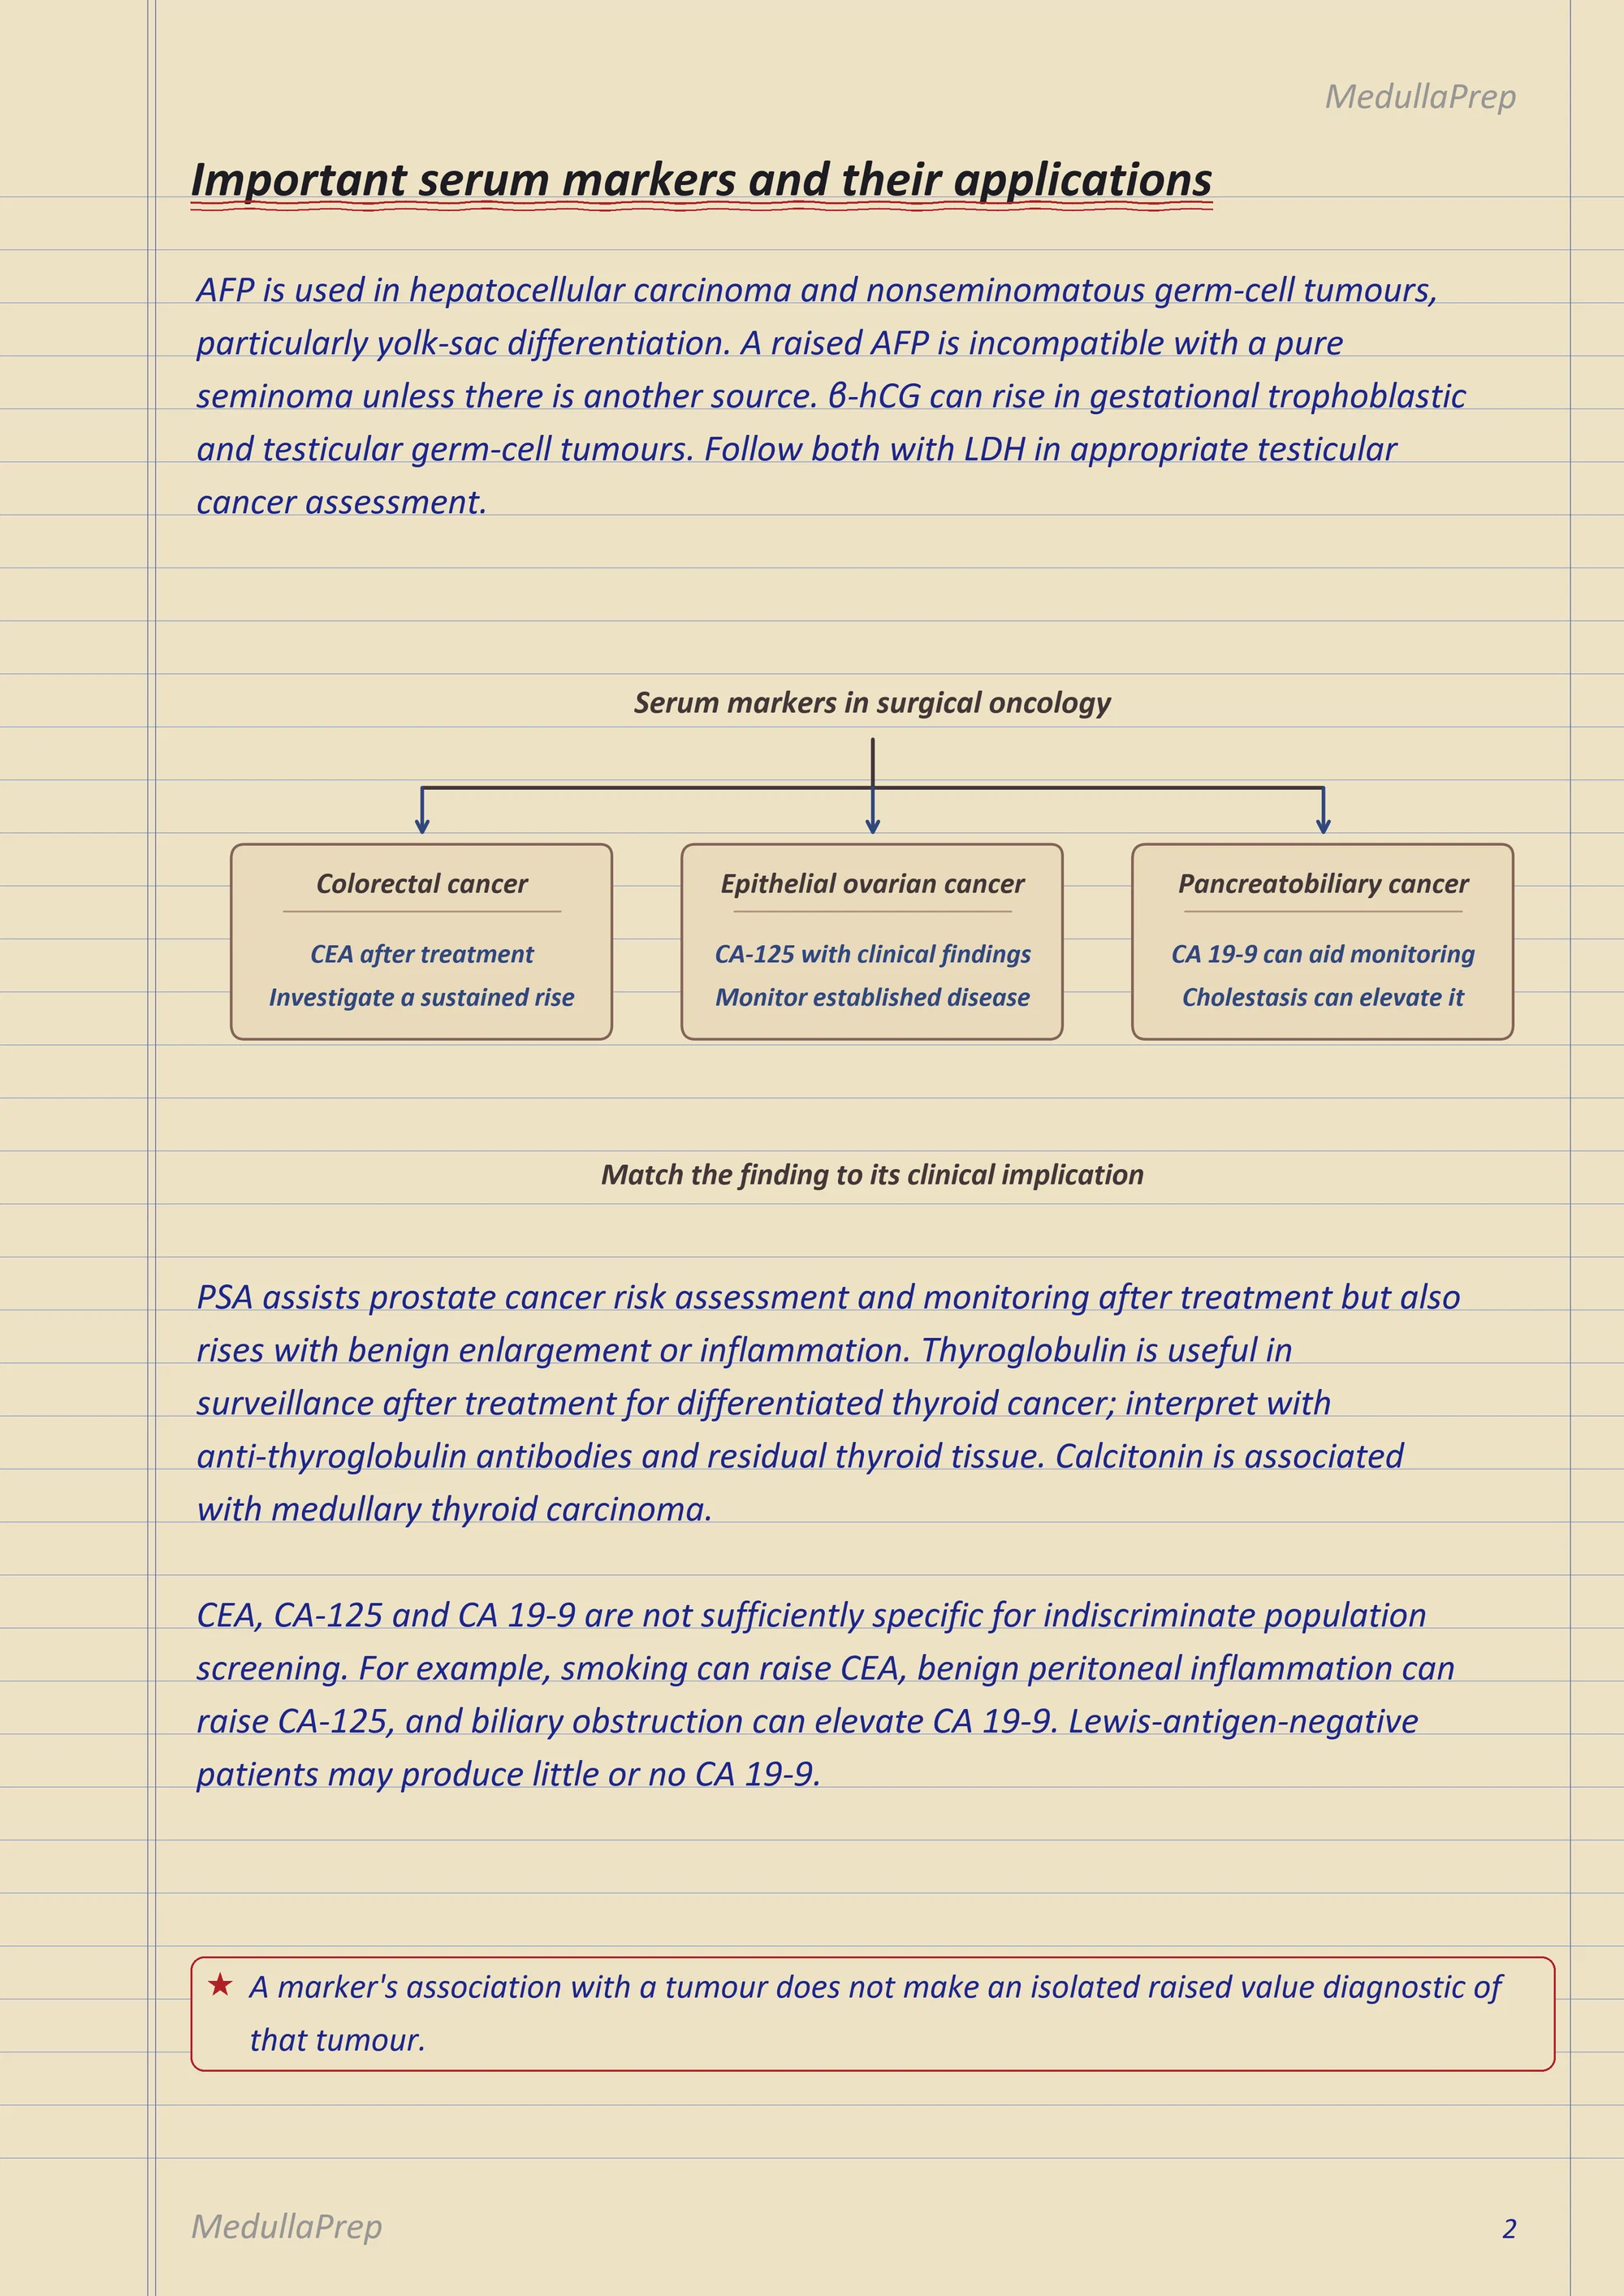 MedullaPrep
Important serum markers and their applications
AFP is used in hepatocellular carcinoma and nonseminomatous germ-cell tumours,
particularly yolk-sac differentiation. A raised AFP is incompatible with a pure
seminoma unless there is another source. β-hCG can rise in gestational trophoblastic
and testicular germ-cell tumours. Follow both with LDH in appropriate testicular
cancer assessment.
Serum markers in surgical oncology
Colorectal cancer
CEA after treatment
Investigate a sustained rise
Epithelial ovarian cancer
CA-125 with clinical findings
Monitor established disease
Pancreatobiliary cancer
CA 19-9 can aid monitoring
Cholestasis can elevate it
Match the finding to its clinical implication
PSA assists prostate cancer risk assessment and monitoring after treatment but also
rises with benign enlargement or inflammation. Thyroglobulin is useful in
surveillance after treatment for differentiated thyroid cancer; interpret with
anti-thyroglobulin antibodies and residual thyroid tissue. Calcitonin is associated
with medullary thyroid carcinoma.
CEA, CA-125 and CA 19-9 are not sufficiently specific for indiscriminate population
screening. For example, smoking can raise CEA, benign peritoneal inflammation can
raise CA-125, and biliary obstruction can elevate CA 19-9. Lewis-antigen-negative
patients may produce little or no CA 19-9.
★ A marker's association with a tumour does not make an isolated raised value diagnostic of
that tumour.
MedullaPrep
2